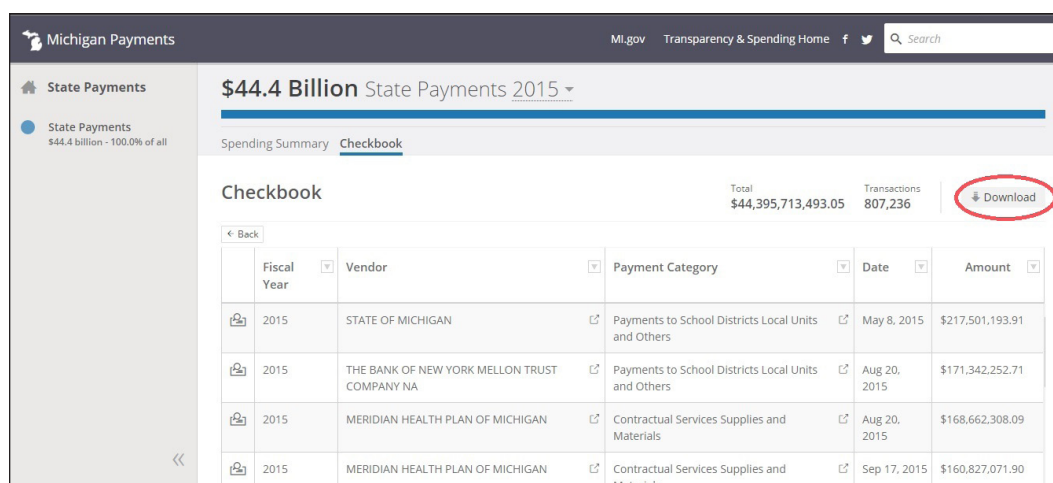 Michigan Payments
MI.gov Transparency & Spending Home f Search
State Payments
State Payments
$44.4 billion - 100.0% of all
$44.4 Billion State Payments 2015
Spending Summary Checkbook
Checkbook
Total
$44,395,713,493.05
Transactions
807,236
Download
← Back
Fiscal Year Vendor Payment Category Date Amount
2015 STATE OF MICHIGAN Payments to School Districts Local Units May 8, 2015 $217,501,193.91
and Others
2015 THE BANK OF NEW YORK MELLON TRUST Payments to School Districts Local Units Aug 20, $171,342,252.71
COMPANY NA and Others 2015
2015 MERIDIAN HEALTH PLAN OF MICHIGAN Contractual Services Supplies and Aug 20, $168,662,308.09
Materials 2015
2015 MERIDIAN HEALTH PLAN OF MICHIGAN Contractual Services Supplies and Sep 17, 2015 $160,827,071.90